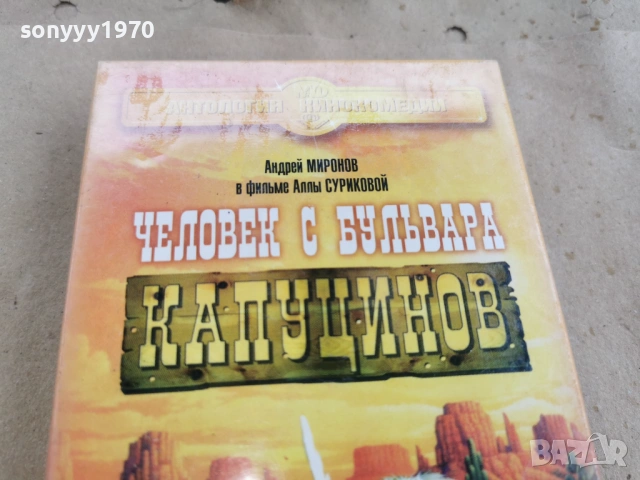 sonyyy1970
АНТОЛОГИЯ КИНОКОМЕДИИ
Андрей МИРОНОВ
в фильме Аллы СУРИКОВОЙ
ЧЕЛОВЕК С БУЛЬВАРА
КАПУЦИНОВ
BAZAR